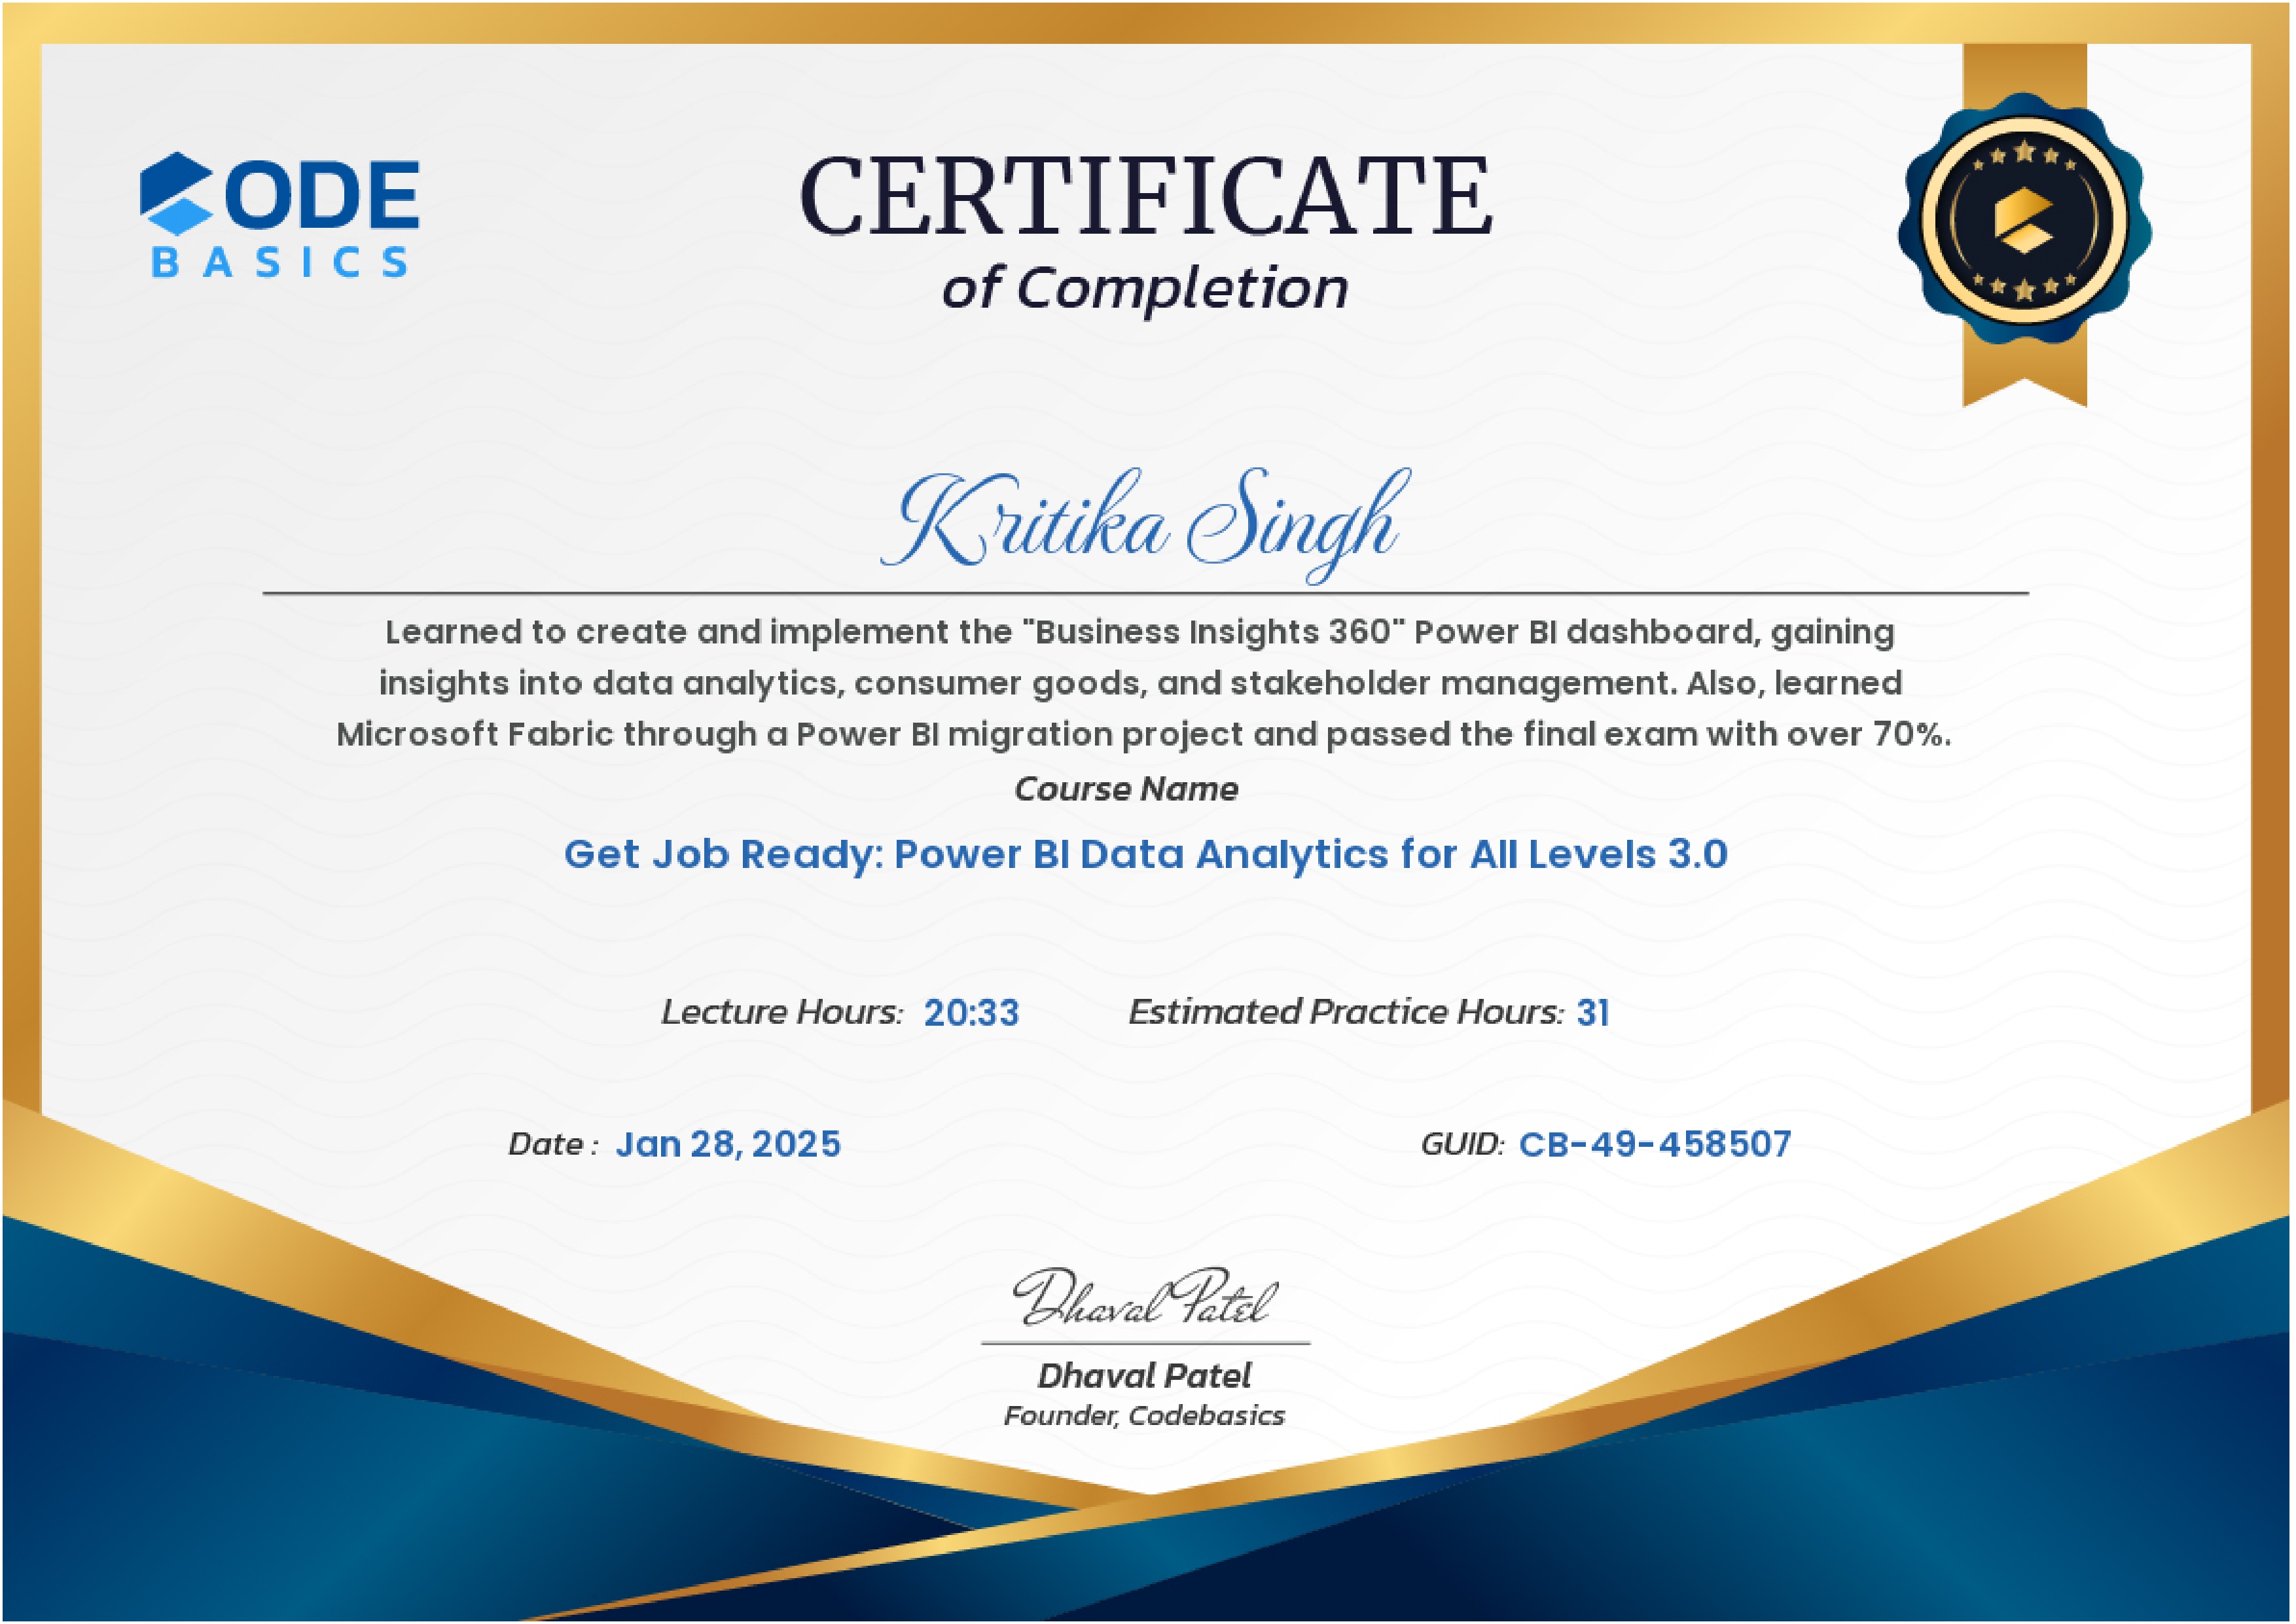 CODE
BASICS
CERTIFICATE
of Completion
Kritika Singh
Learned to create and implement the "Business Insights 360" Power BI dashboard, gaining
insights into data analytics, consumer goods, and stakeholder management. Also, learned
Microsoft Fabric through a Power BI migration project and passed the final exam with over 70%.
Course Name
Get Job Ready: Power BI Data Analytics for All Levels 3.0
Lecture Hours: 20:33 Estimated Practice Hours: 31
Date : Jan 28, 2025 GUID: CB-49-458507
Dhaval Patel
Dhaval Patel
Founder, Codebasics